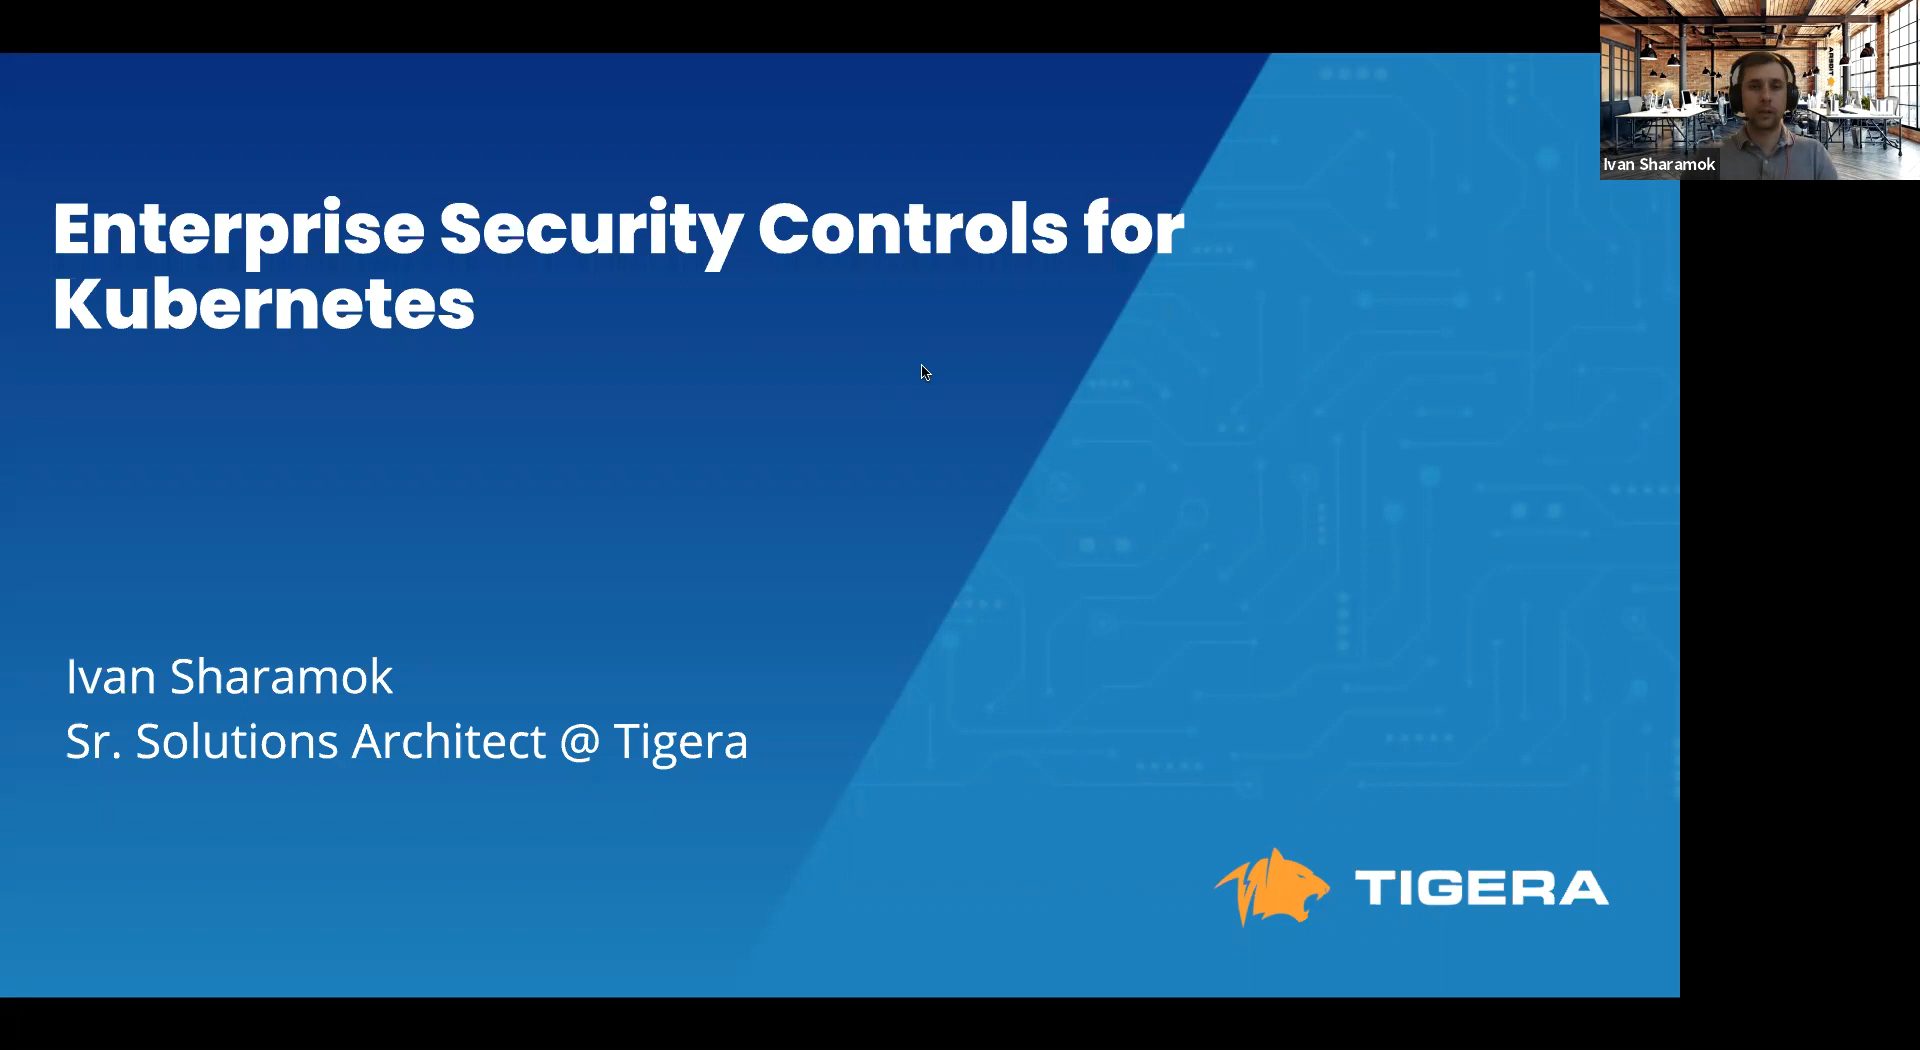 Enterprise Security Controls for
Kubernetes
Ivan Sharamok
Sr. Solutions Architect @ Tigera
TIGERA
Ivan Sharamok